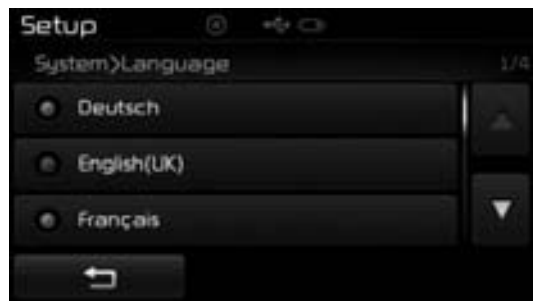 Setup
System>Language 1/4
Deutsch
English(UK)
Français